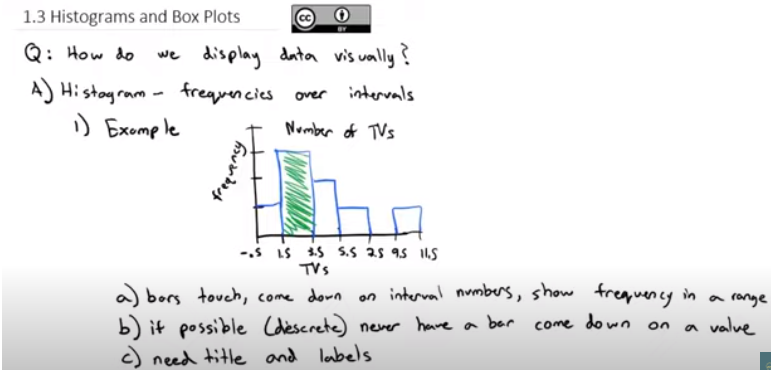 1.3 Histograms and Box Plots
cc BY
Q: How do we display data visually?
A) Histogram - frequencies over intervals
1) Example
Number of TVs
frequency
-.5 1.5 3.5 5.5 7.5 9.5 11.5
TVs
a) bars touch, come down on interval numbers, show frequency in a range
b) if possible (discrete) never have a bar come down on a value
c) need title and labels